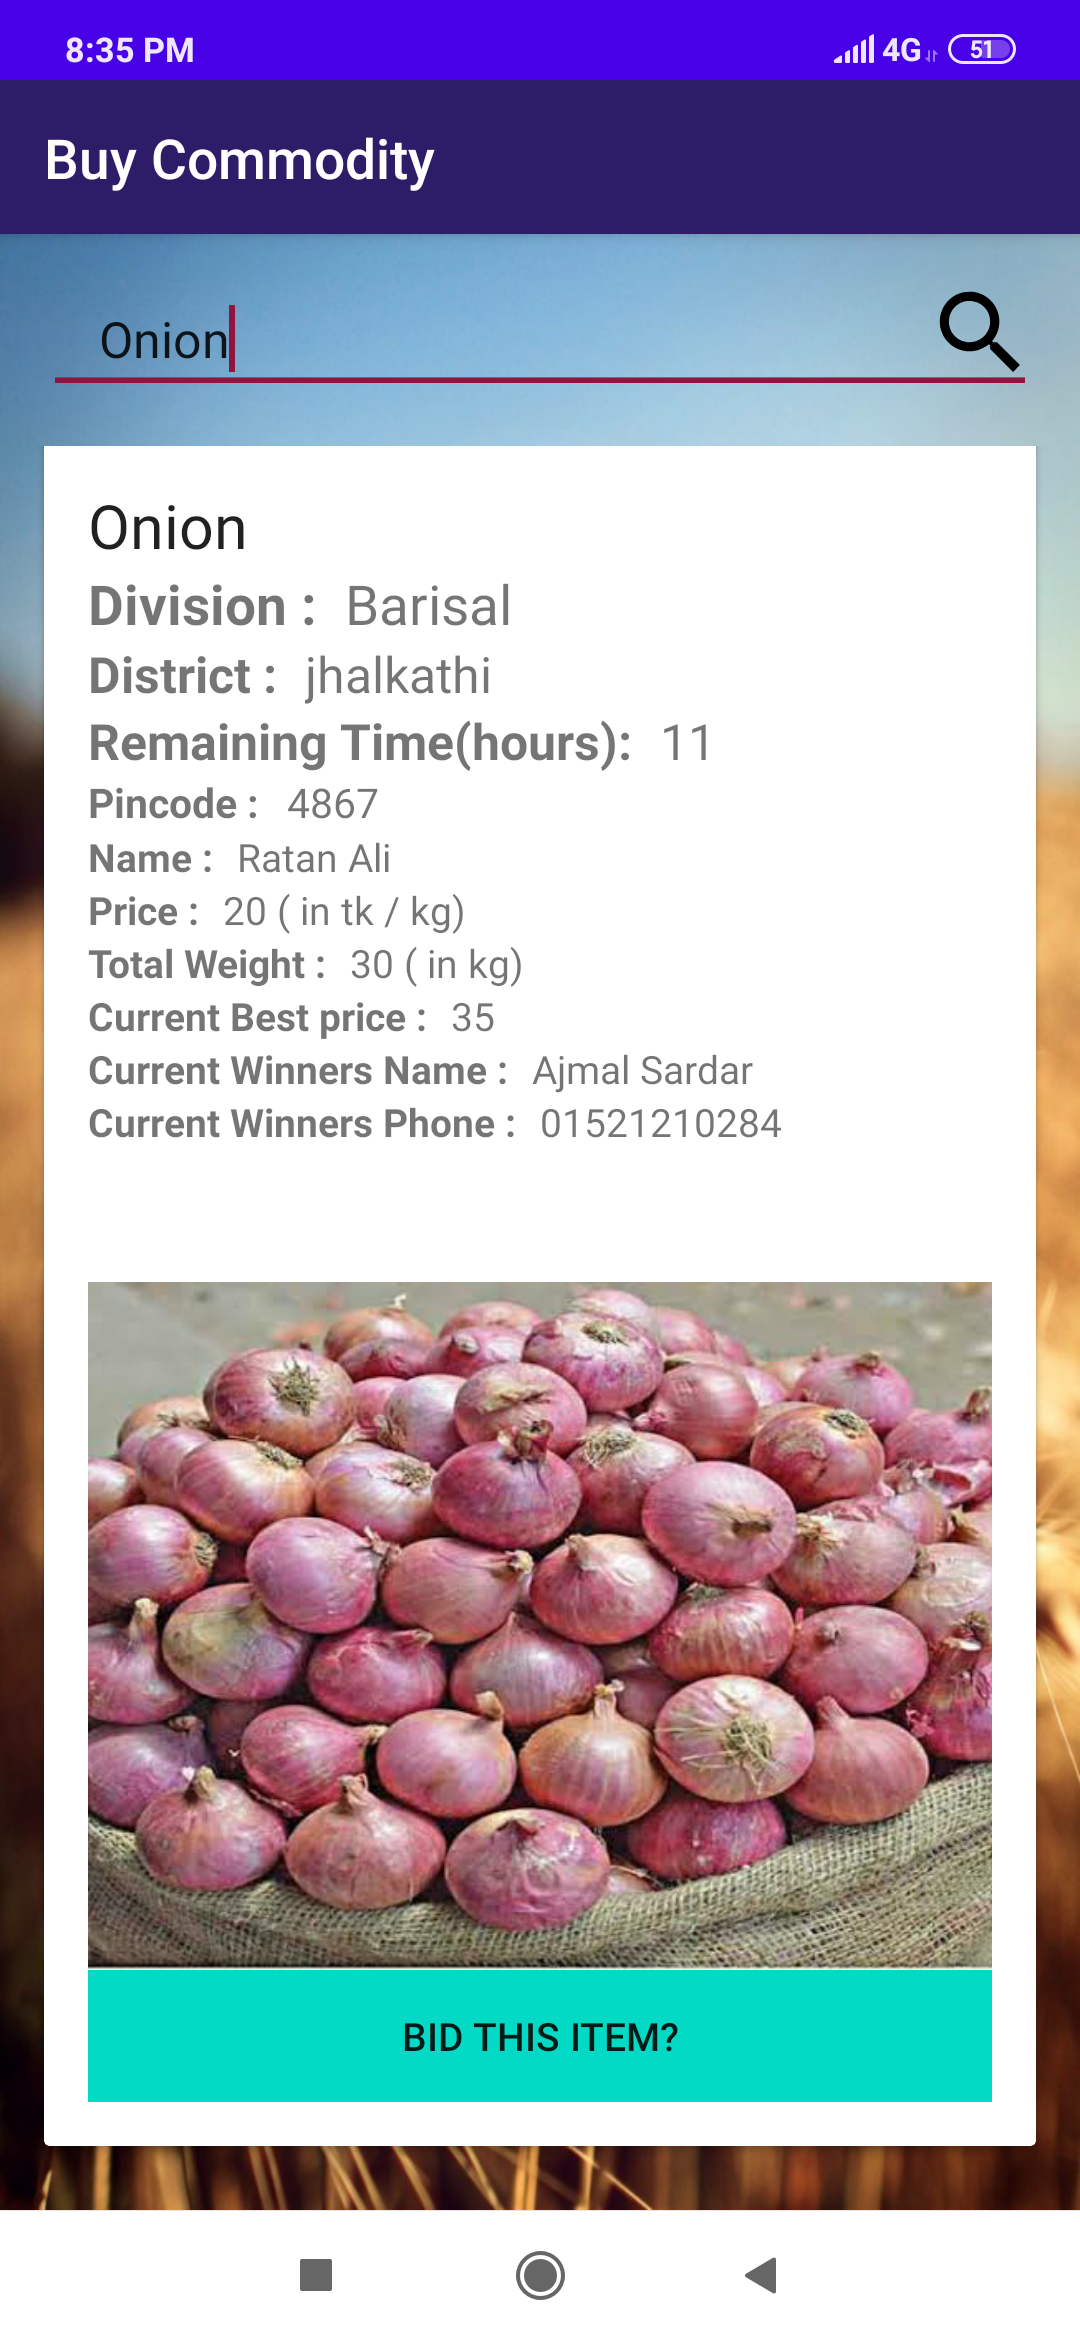 8:35 PM 4G 51
Buy Commodity
Onion
Onion
Division : Barisal
District : jhalkathi
Remaining Time(hours): 11
Pincode : 4867
Name : Ratan Ali
Price : 20 ( in tk / kg)
Total Weight : 30 ( in kg)
Current Best price : 35
Current Winners Name : Ajmal Sardar
Current Winners Phone : 01521210284
BID THIS ITEM?